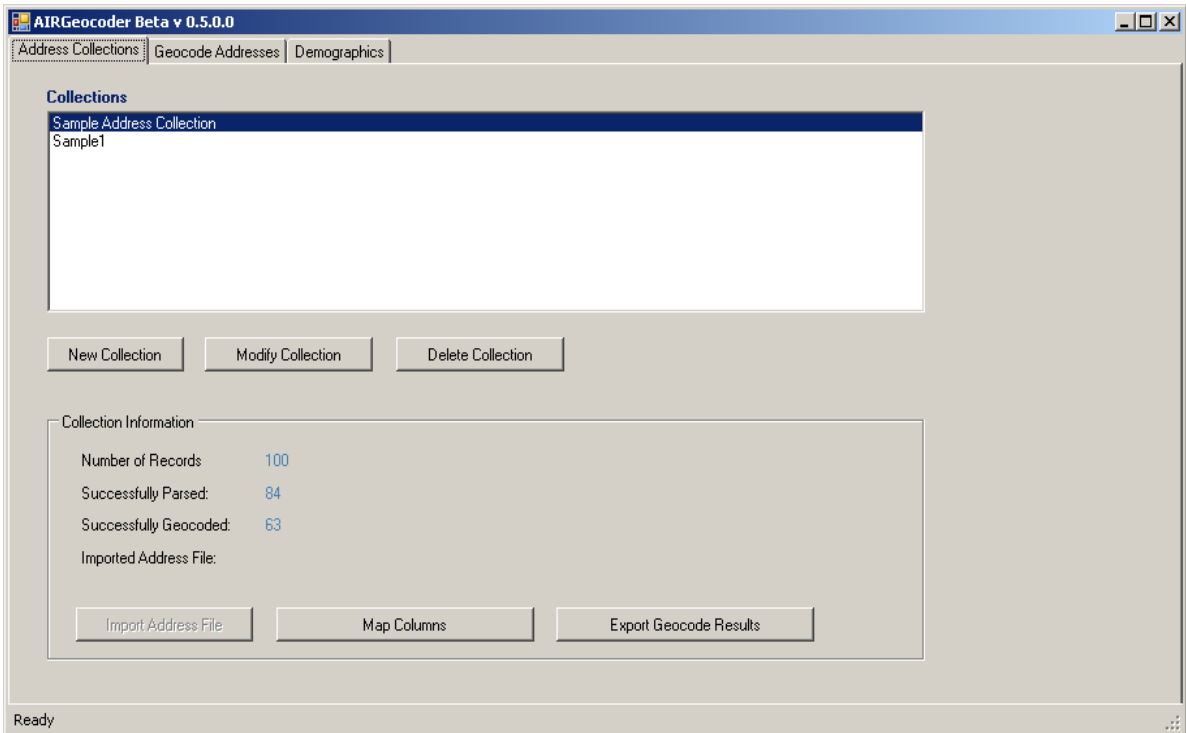 AIRGeocoder Beta v 0.5.0.0
Address Collections Geocode Addresses Demographics
Collections
Sample Address Collection
Sample1
New Collection Modify Collection Delete Collection
Collection Information
Number of Records 100
Successfully Parsed: 84
Successfully Geocoded: 63
Imported Address File:
Import Address File Map Columns Export Geocode Results
Ready